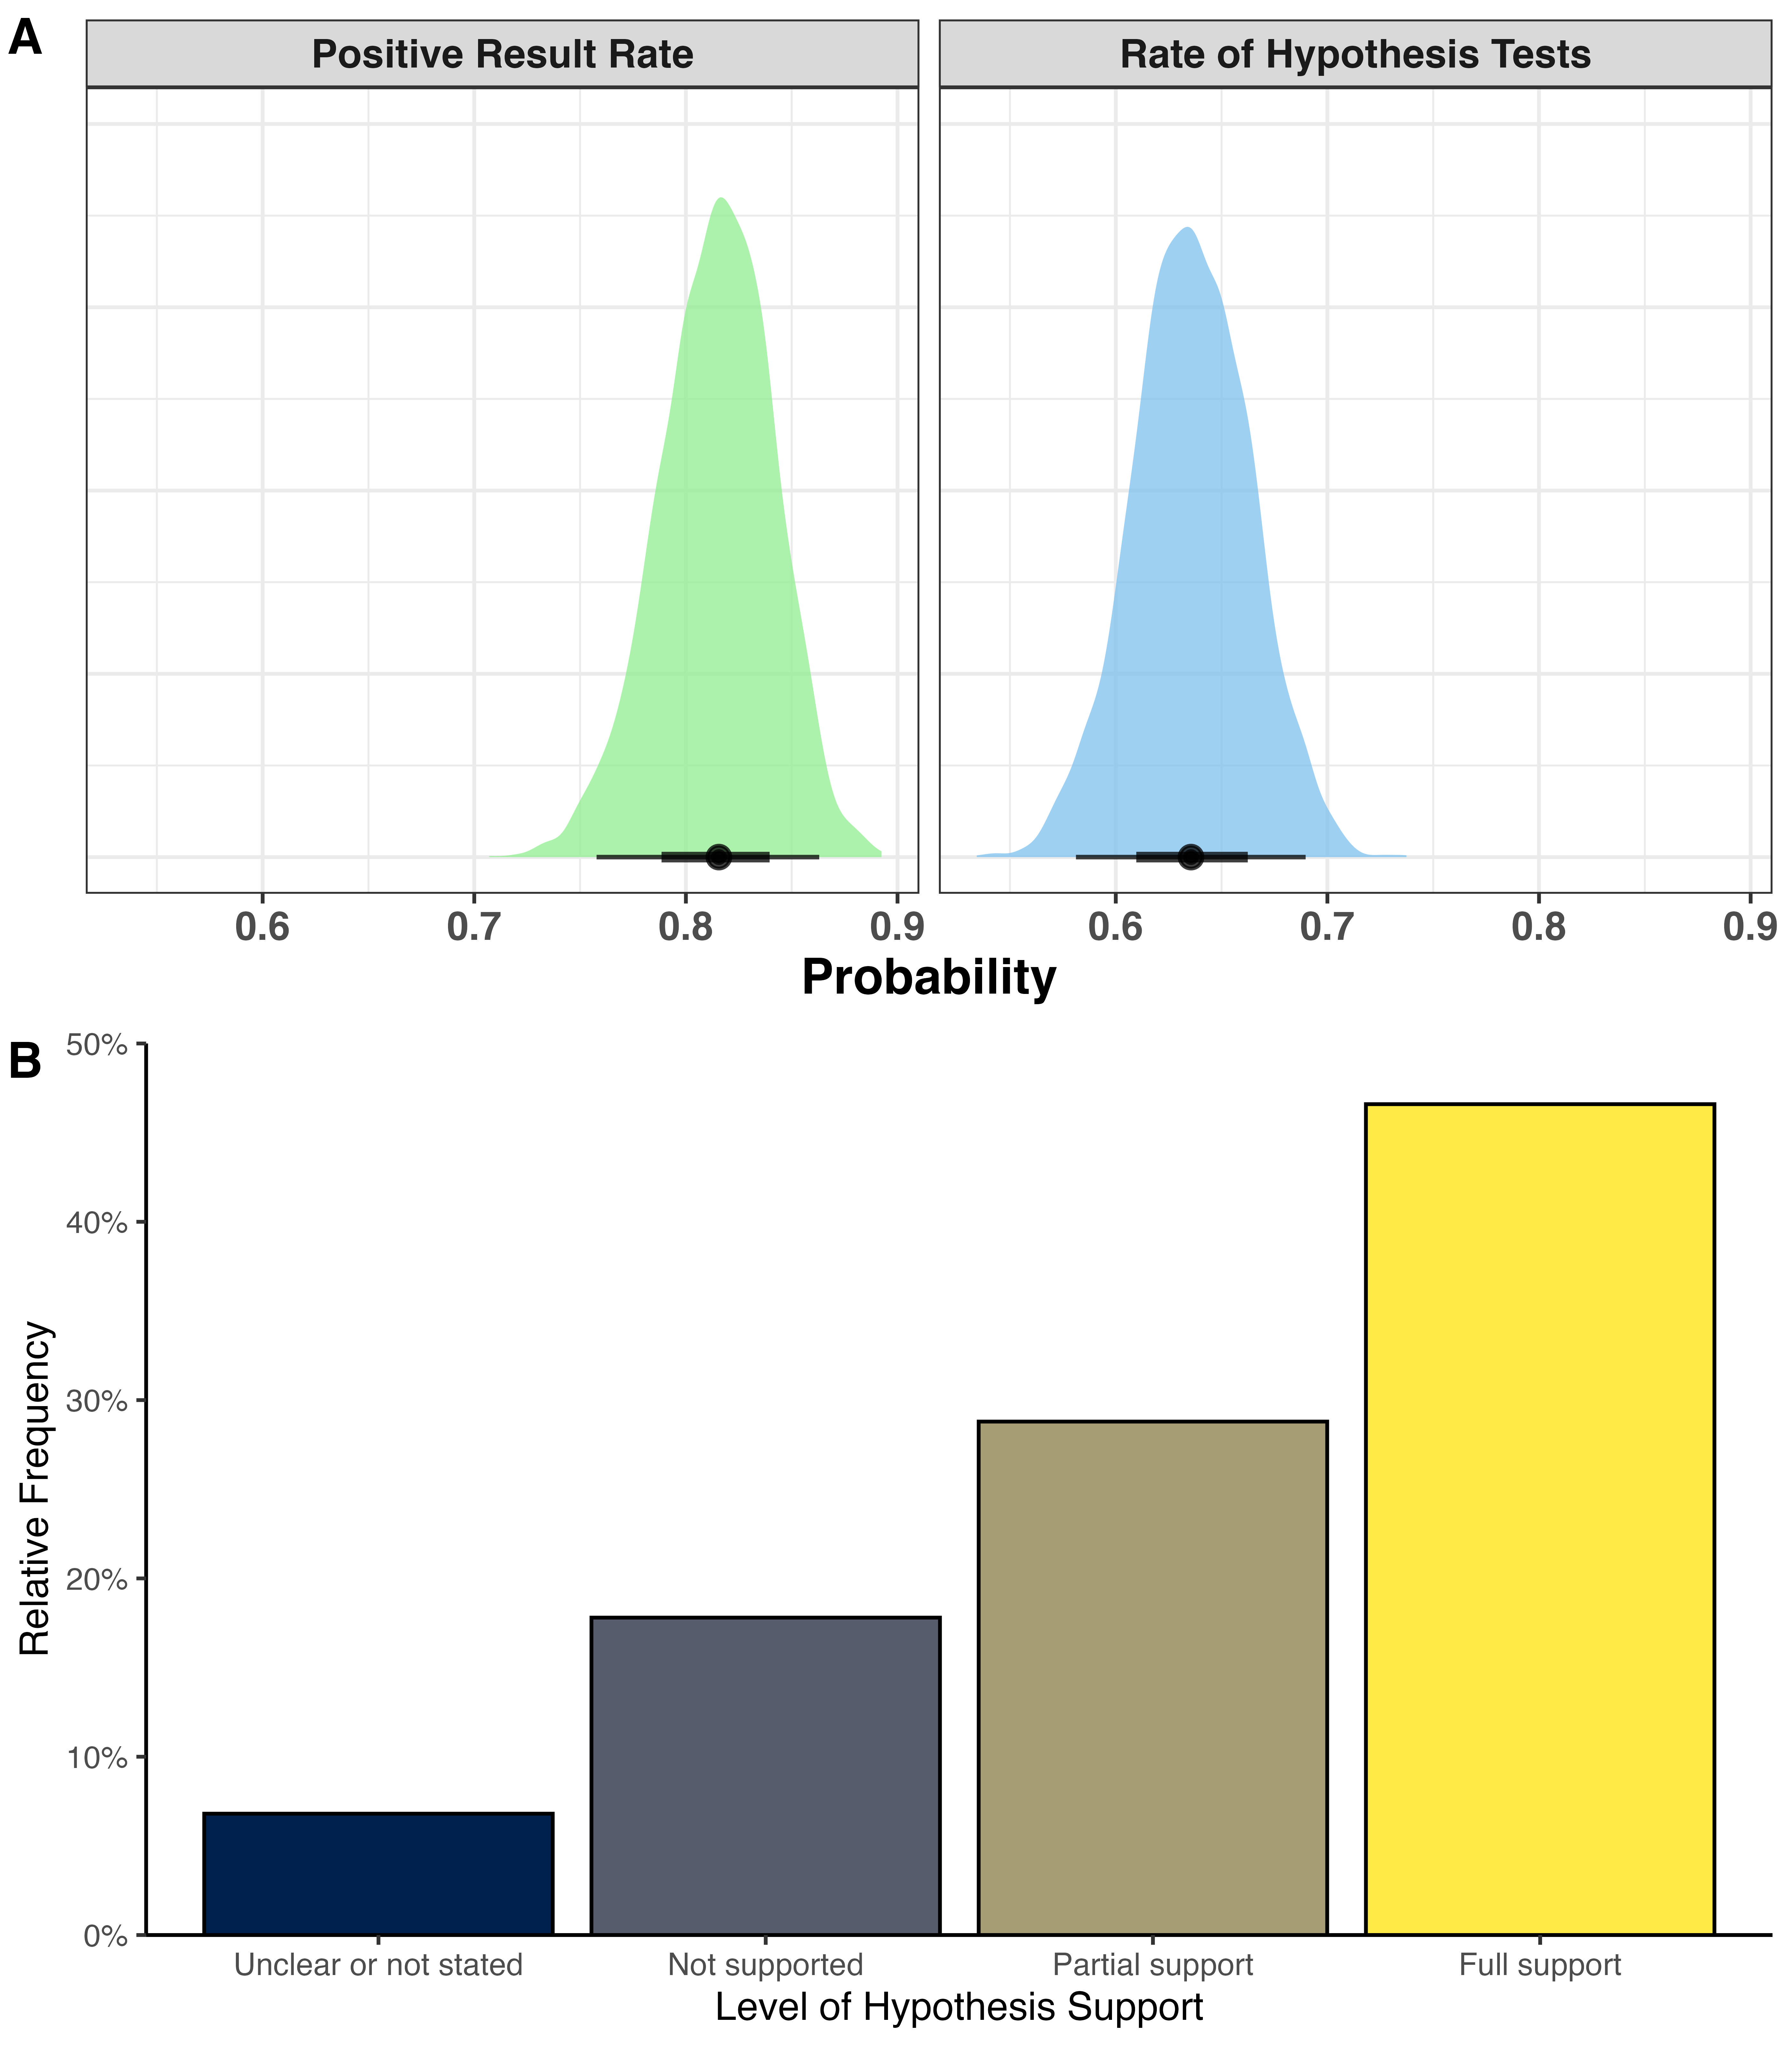 A
Positive Result Rate
Rate of Hypothesis Tests
0.6 0.7 0.8 0.9
0.6 0.7 0.8 0.9
Probability
B
50%
40%
30%
20%
10%
0%
Relative Frequency
Unclear or not stated
Not supported
Partial support
Full support
Level of Hypothesis Support